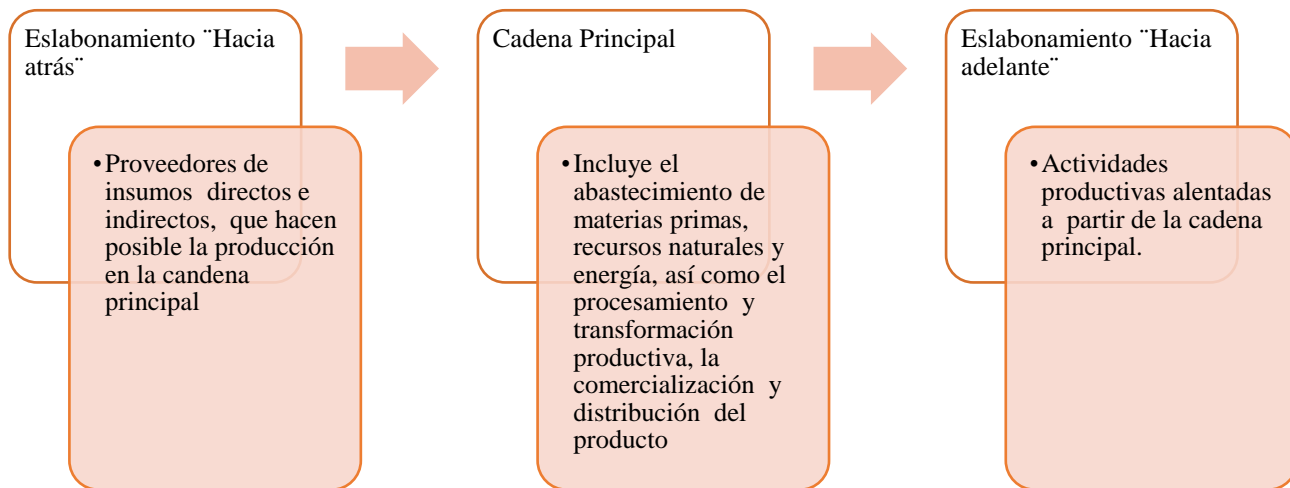 Eslabonamiento ¨Hacia
atrás¨
•Proveedores de
insumos directos e
indirectos, que hacen
posible la producción
en la candena
principal
Cadena Principal
•Incluye el
abastecimiento de
materias primas,
recursos naturales y
energía, así como el
procesamiento y
transformación
productiva, la
comercialización y
distribución del
producto
Eslabonamiento ¨Hacia
adelante¨
•Actividades
productivas alentadas
a partir de la cadena
principal.